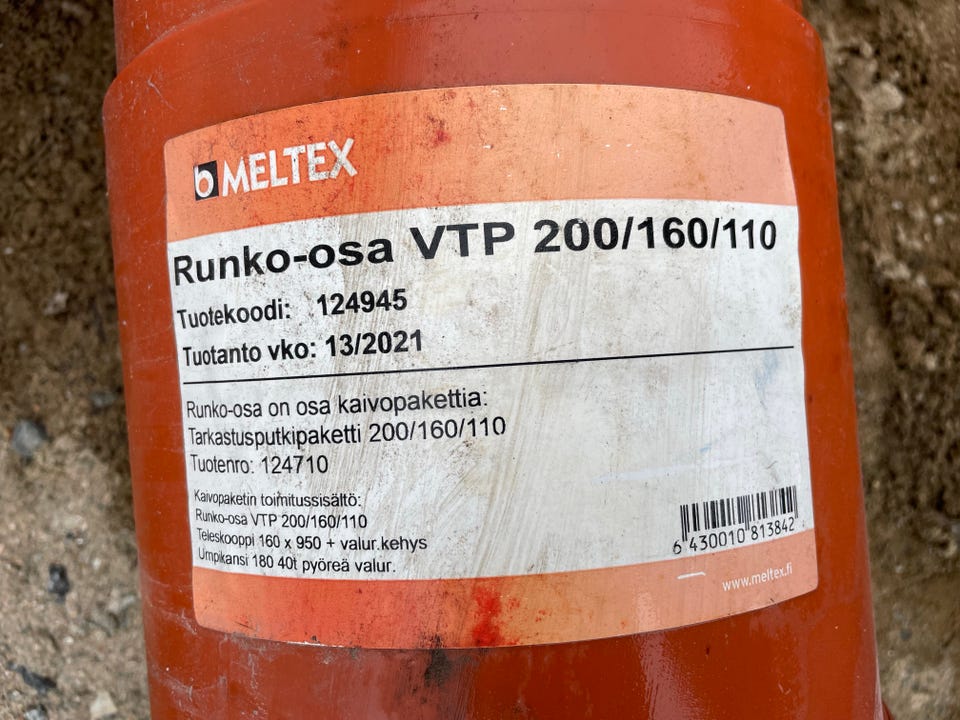 b MELTEX
Runko-osa VTP 200/160/110
Tuotekoodi: 124945
Tuotanto vko: 13/2021
Runko-osa on osa kaivopakettia:
Tarkastusputkipaketti 200/160/110
Tuotenro: 124710
Kaivopaketin toimitussisältö:
Runko-osa VTP 200/160/110
Teleskooppi 160 x 950 + valur.kehys
Umpikansi 180 40t pyöreä valur.
6 430010 813842
www.meltex.fi